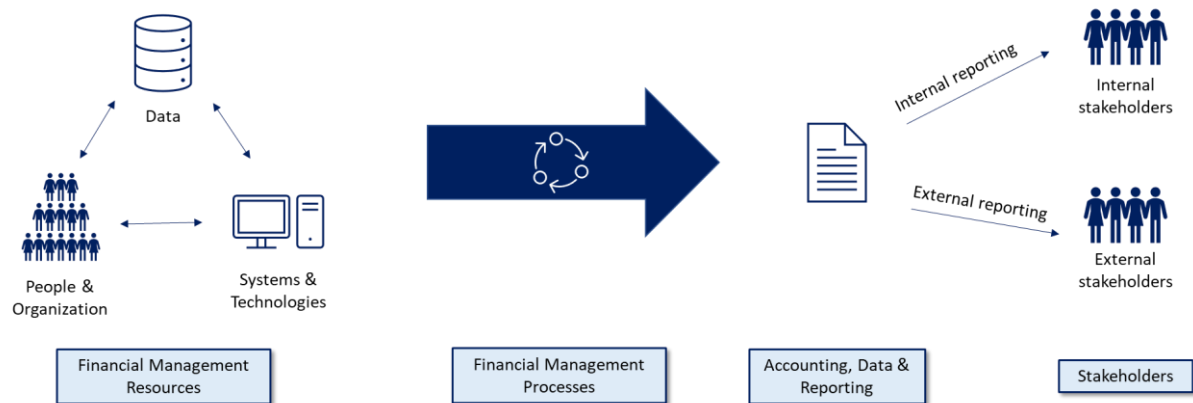 Data
People &
Organization
Systems &
Technologies
Internal reporting
External reporting
Internal
stakeholders
External
stakeholders
Financial Management
Resources
Financial Management
Processes
Accounting, Data &
Reporting
Stakeholders